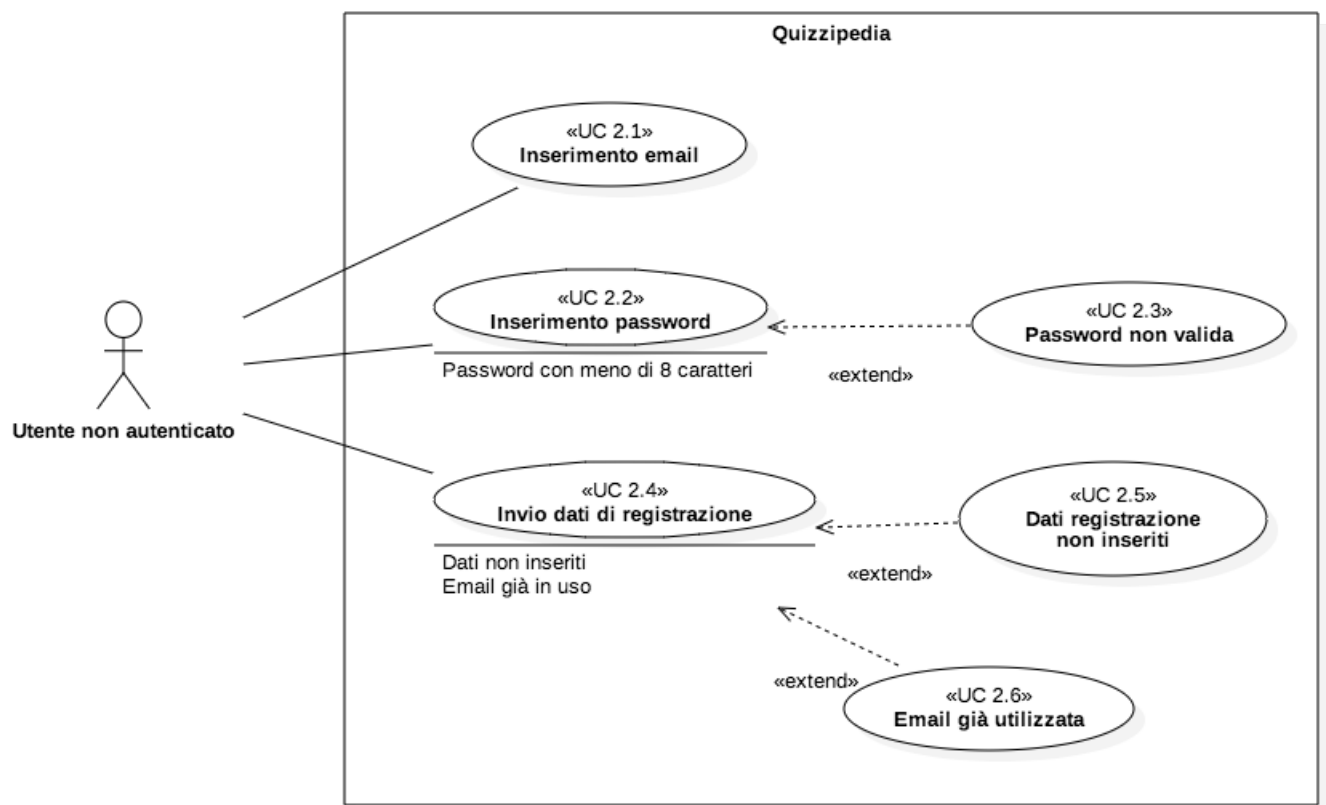 Quizzipedia
«UC 2.1»
Inserimento email
«UC 2.2»
Inserimento password
Password con meno di 8 caratteri
«extend»
«UC 2.3»
Password non valida
Utente non autenticato
«UC 2.4»
Invio dati di registrazione
Dati non inseriti
Email già in uso
«extend»
«UC 2.5»
Dati registrazione
non inseriti
«extend»
«UC 2.6»
Email già utilizzata